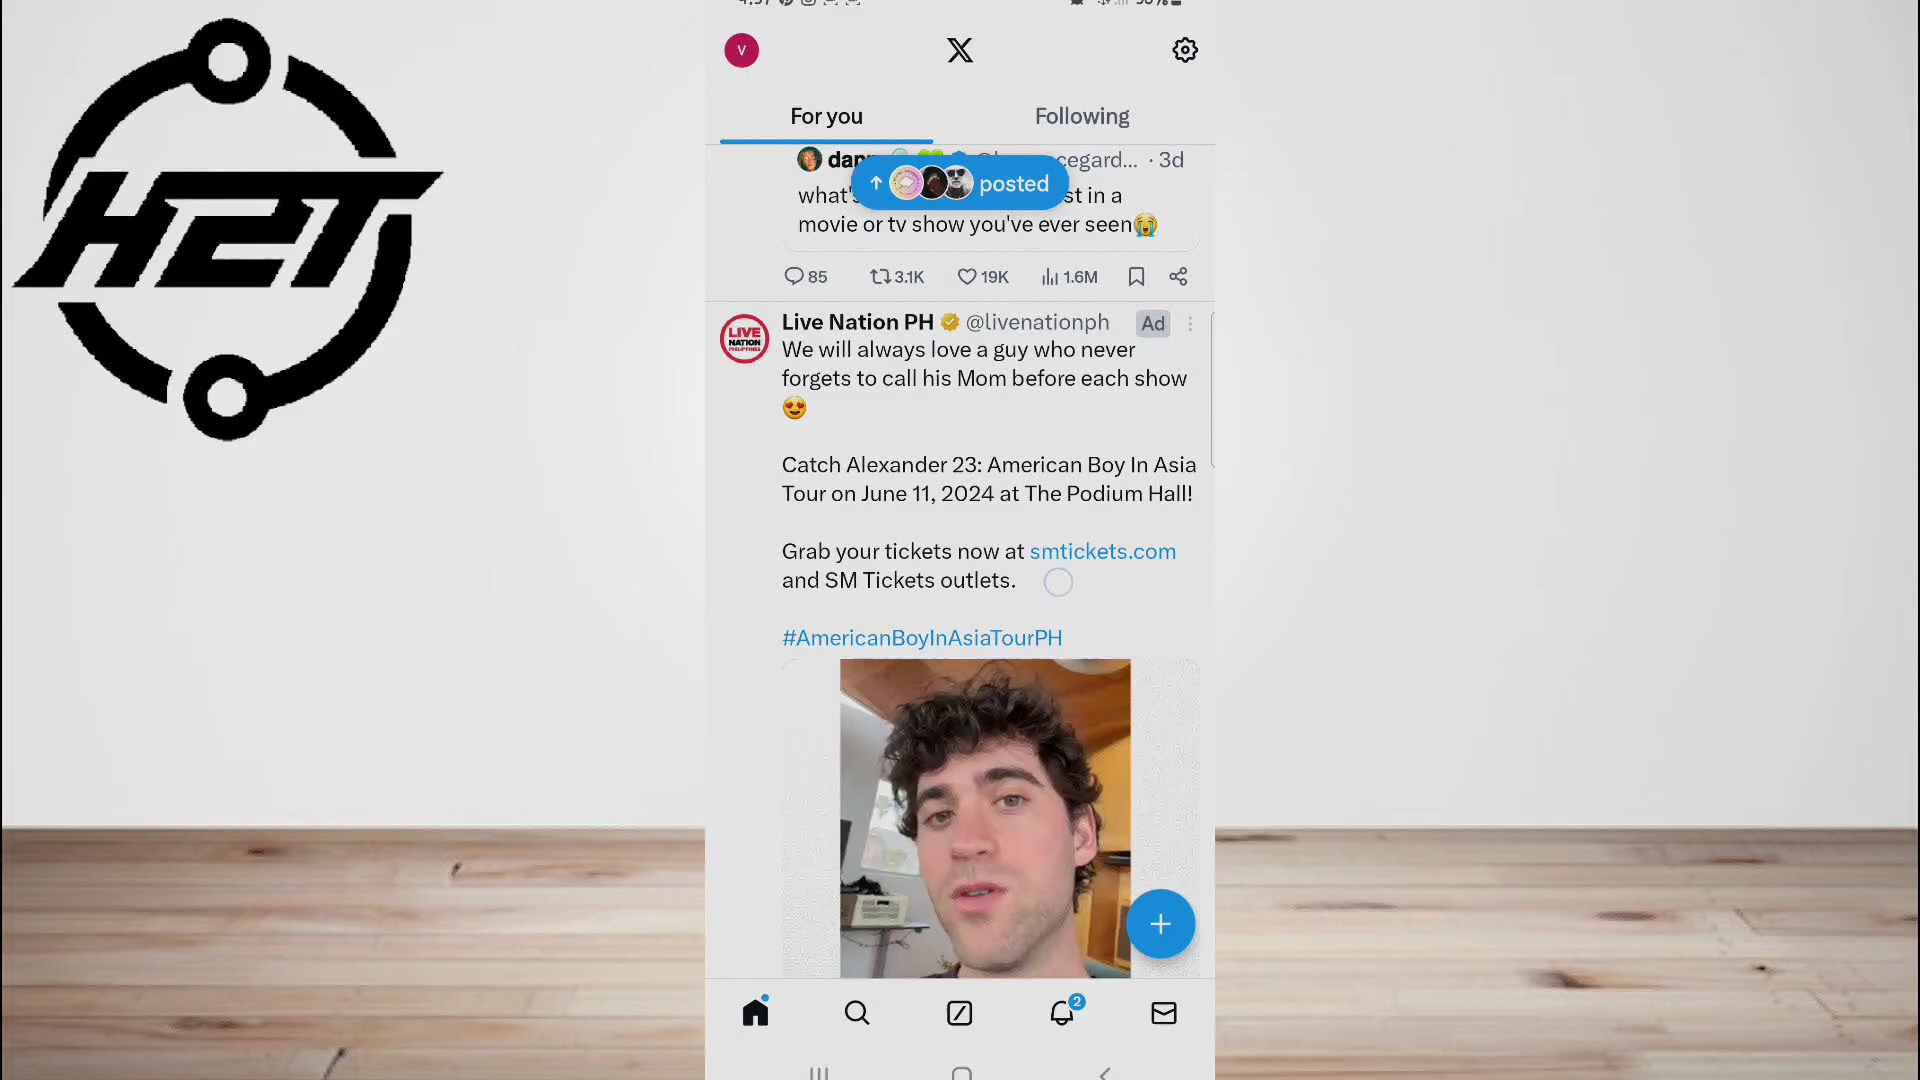 H2T
V
For you
Following
· 3d
posted
what's
st in a
movie or tv show you've ever seen😭
85
3.1K
19K
1.6M
Live Nation PH @livenationph Ad
LIVE
NATION
PHILIPPINES
We will always love a guy who never
forgets to call his Mom before each show
😍
Catch Alexander 23: American Boy In Asia
Tour on June 11, 2024 at The Podium Hall!
Grab your tickets now at smtickets.com
and SM Tickets outlets.
#AmericanBoyInAsiaTourPH
2